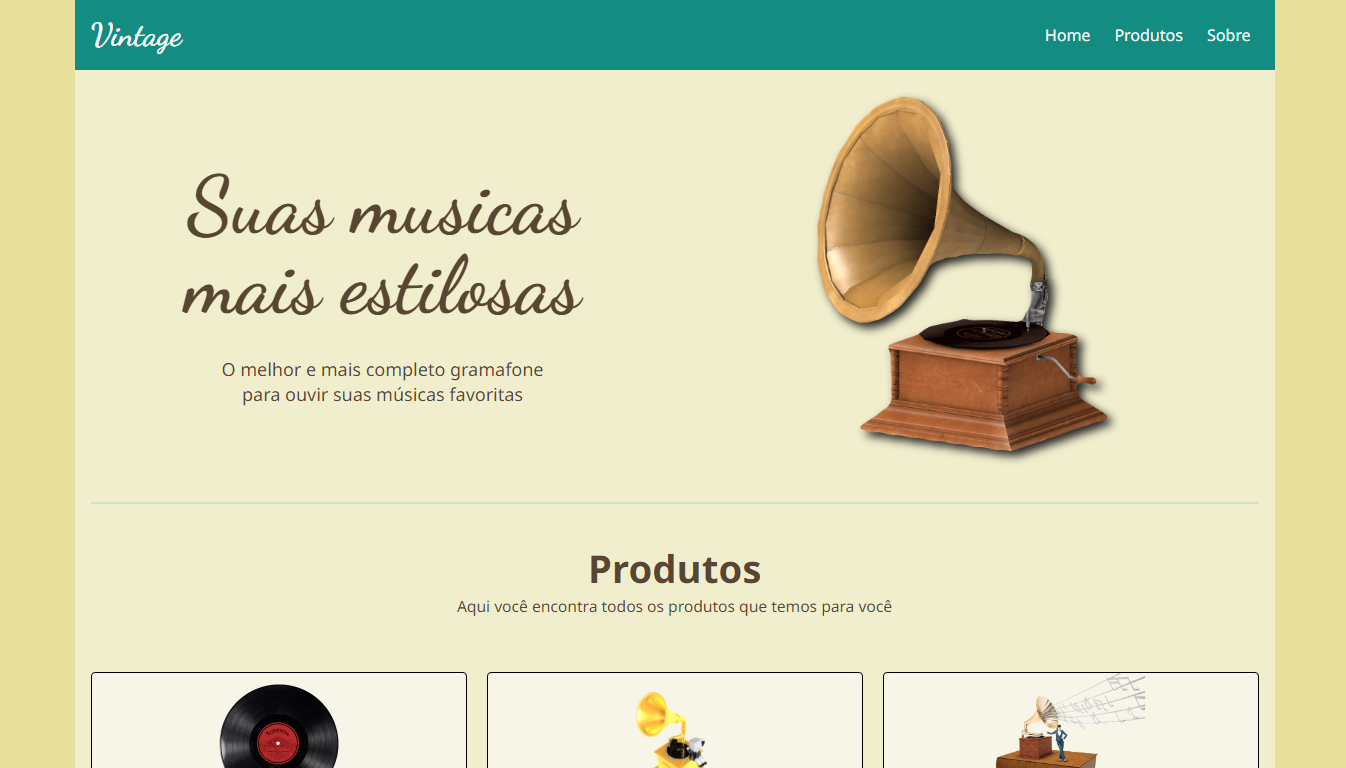 Vintage
Home Produtos Sobre
Suas musicas
mais estilosas
O melhor e mais completo gramafone
para ouvir suas músicas favoritas
Produtos
Aqui você encontra todos os produtos que temos para você